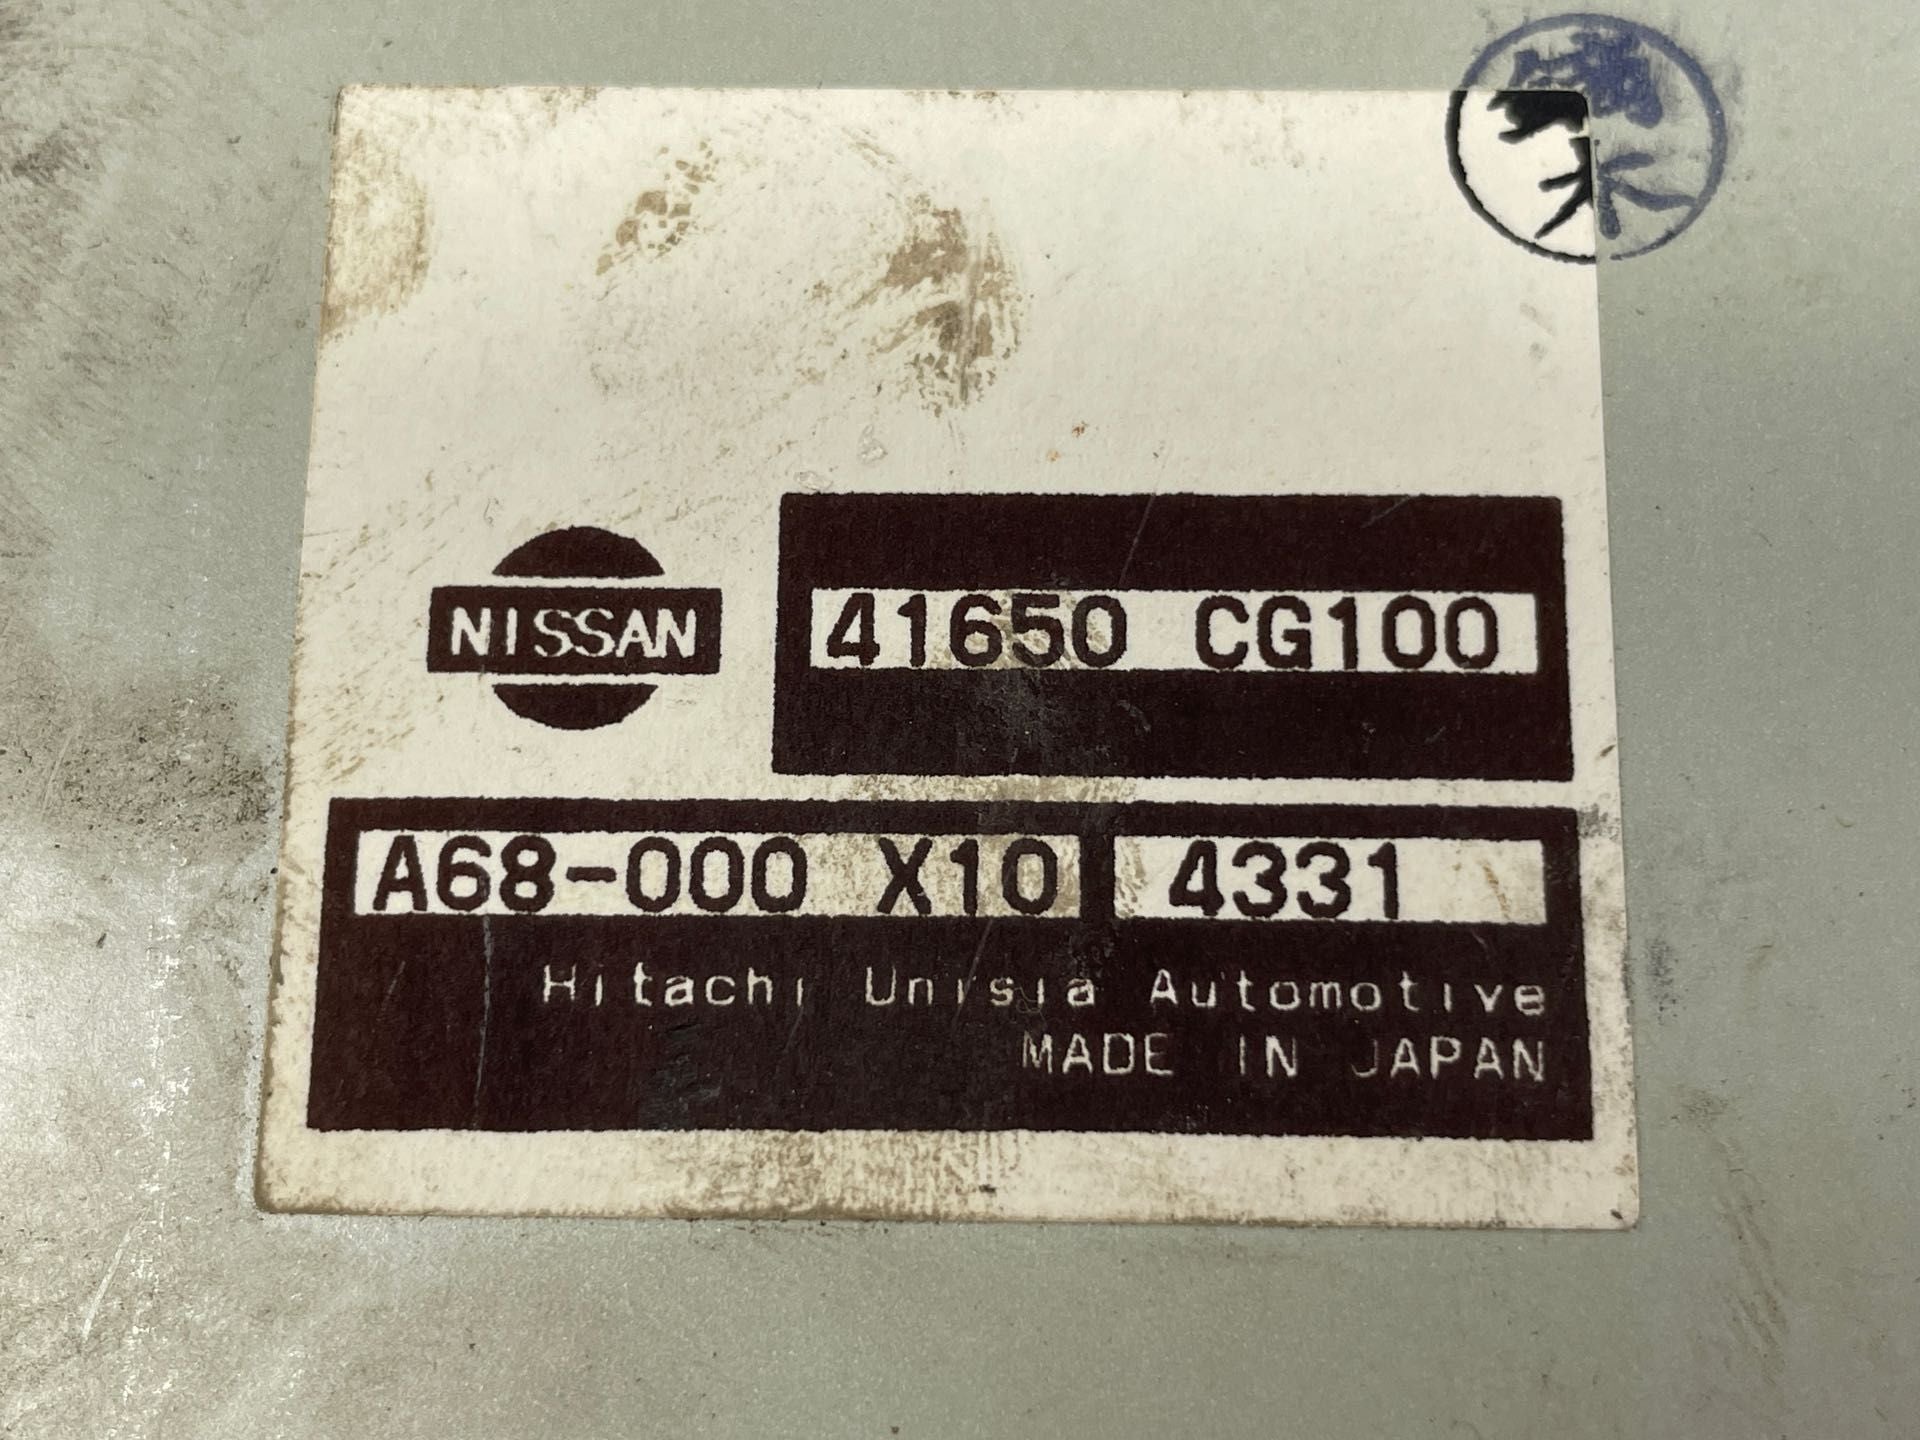 NISSAN
41650 CG100
A68-000 X10 4331
Hitachi Unisia Automotive
MADE IN JAPAN